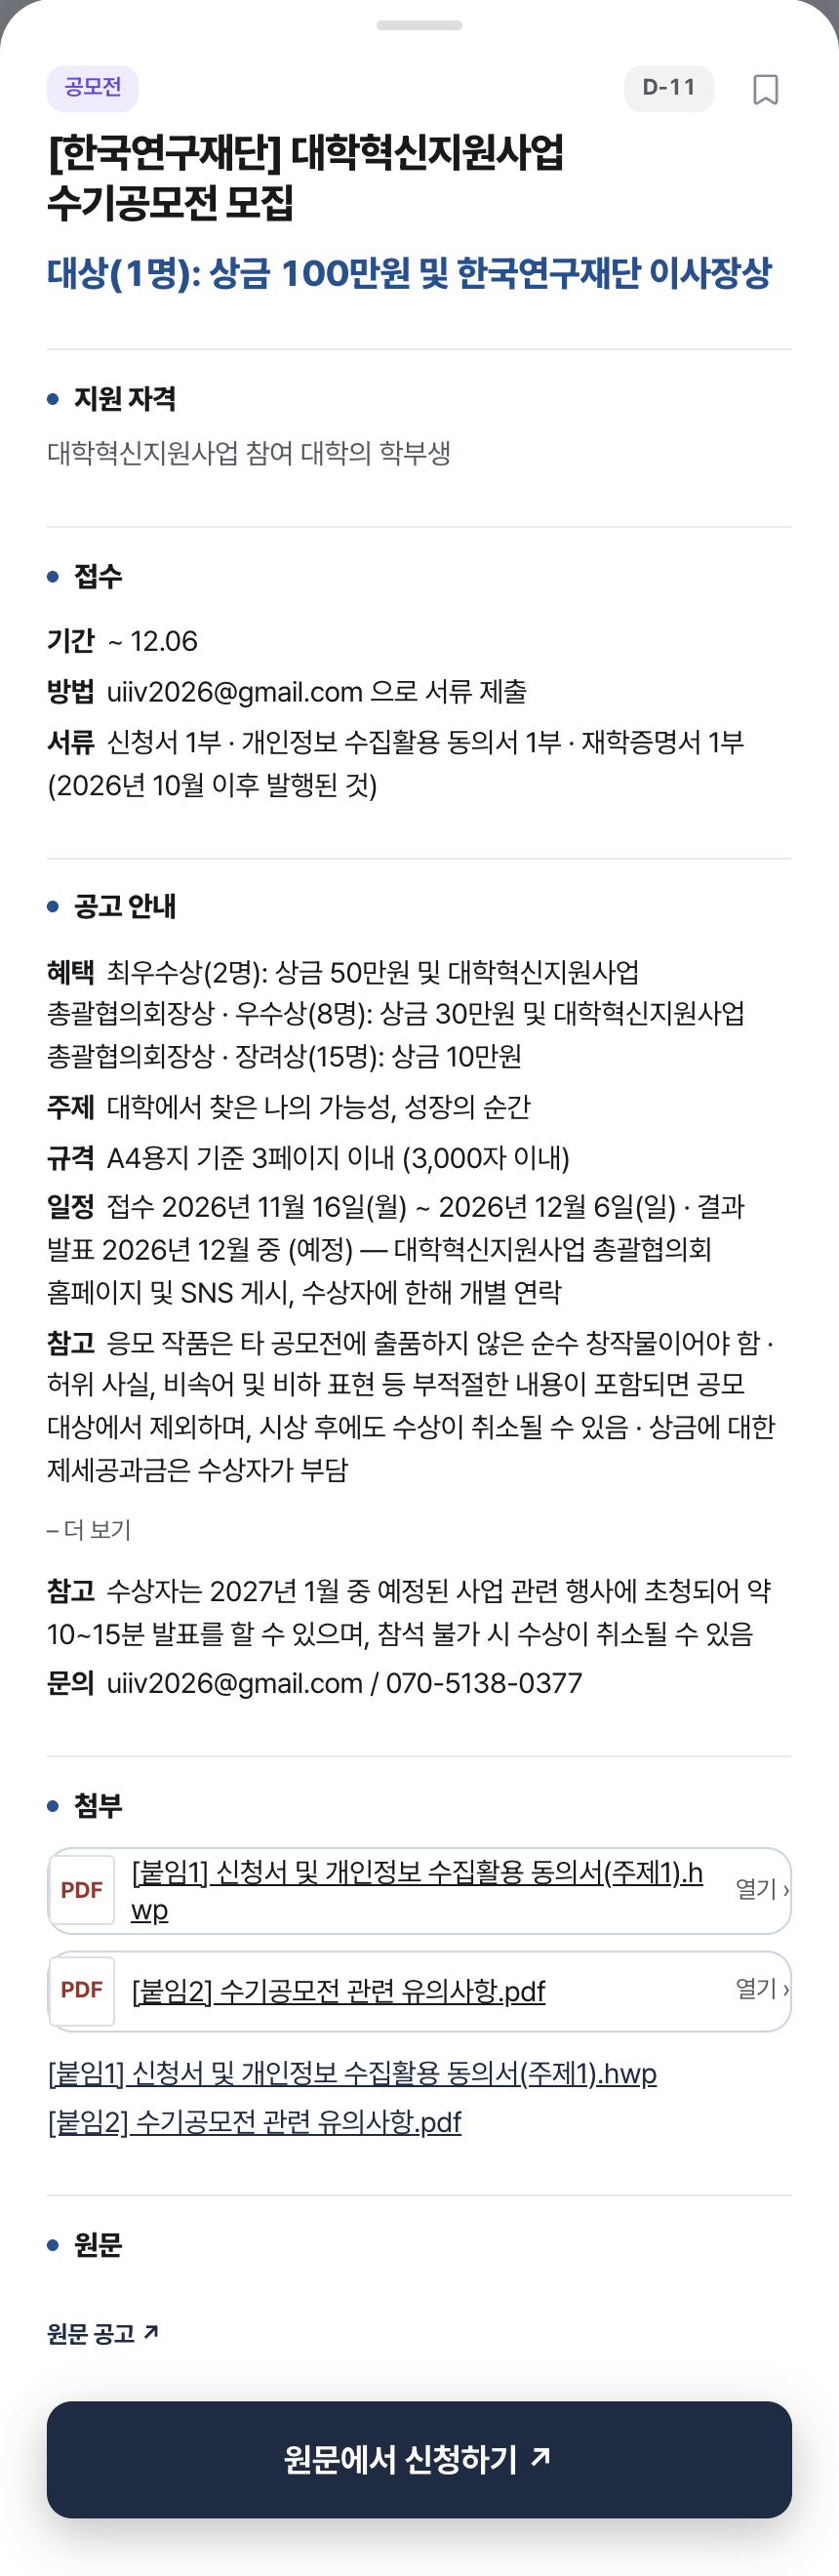 공모전
D-11
[한국연구재단] 대학혁신지원사업
수기공모전 모집
대상(1명): 상금 100만원 및 한국연구재단 이사장상
지원 자격
대학혁신지원사업 참여 대학의 학부생
접수
기간 ~ 12.06
방법 uiiv2026@gmail.com 으로 서류 제출
서류 신청서 1부 · 개인정보 수집활용 동의서 1부 · 재학증명서 1부
(2026년 10월 이후 발행된 것)
공고 안내
혜택 최우수상(2명): 상금 50만원 및 대학혁신지원사업
총괄협의회장상 · 우수상(8명): 상금 30만원 및 대학혁신지원사업
총괄협의회장상 · 장려상(15명): 상금 10만원
주제 대학에서 찾은 나의 가능성, 성장의 순간
규격 A4용지 기준 3페이지 이내 (3,000자 이내)
일정 접수 2026년 11월 16일(월) ~ 2026년 12월 6일(일) · 결과
발표 2026년 12월 중 (예정) — 대학혁신지원사업 총괄협의회
홈페이지 및 SNS 게시, 수상자에 한해 개별 연락
참고 응모 작품은 타 공모전에 출품하지 않은 순수 창작물이어야 함 ·
허위 사실, 비속어 및 비하 표현 등 부적절한 내용이 포함되면 공모
대상에서 제외하며, 시상 후에도 수상이 취소될 수 있음 · 상금에 대한
제세공과금은 수상자가 부담
– 더 보기
참고 수상자는 2027년 1월 중 예정된 사업 관련 행사에 초청되어 약
10~15분 발표를 할 수 있으며, 참석 불가 시 수상이 취소될 수 있음
문의 uiiv2026@gmail.com / 070-5138-0377
첨부
PDF
[붙임1] 신청서 및 개인정보 수집활용 동의서(주제1).h
wp
열기 ›
PDF
[붙임2] 수기공모전 관련 유의사항.pdf
열기 ›
[붙임1] 신청서 및 개인정보 수집활용 동의서(주제1).hwp
[붙임2] 수기공모전 관련 유의사항.pdf
원문
원문 공고 ↗
원문에서 신청하기 ↗